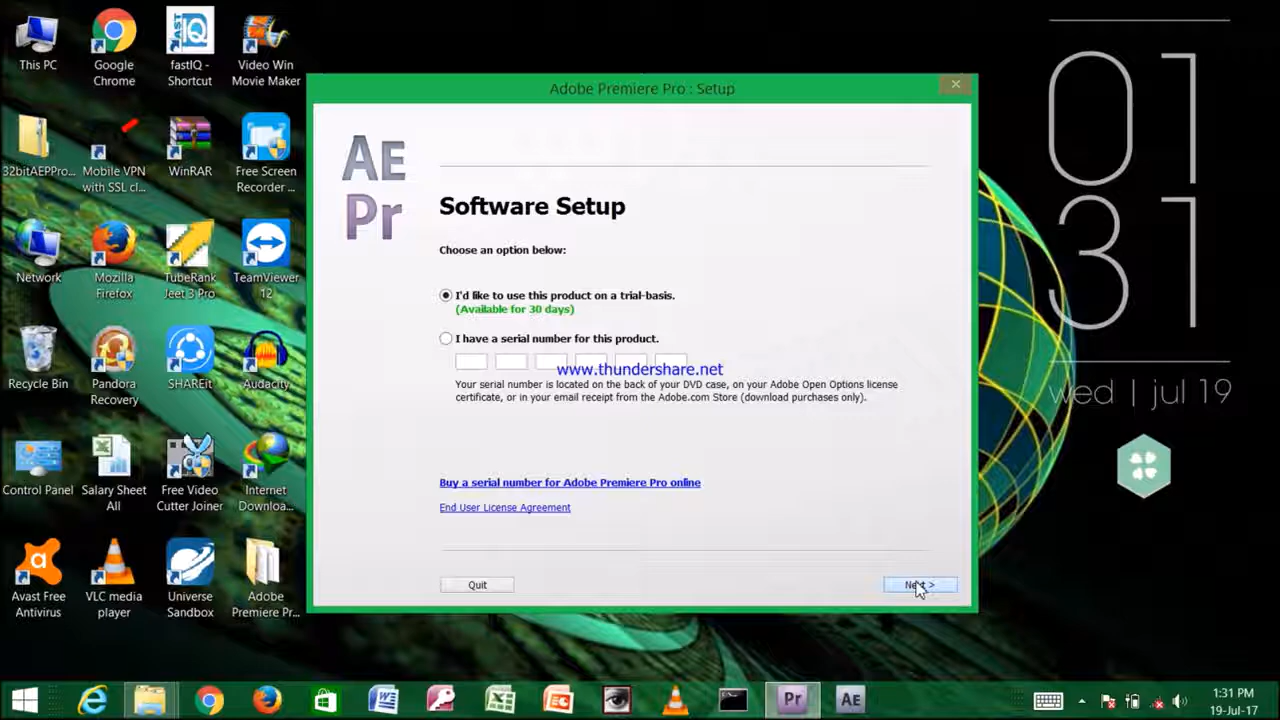 This PC
Google
Chrome
fastIQ -
Shortcut
Video Win
Movie Maker
32bitAEPPro...
Mobile VPN
with SSL cl...
WinRAR
Free Screen
Recorder ...
Network
Mozilla
Firefox
TubeRank
Jeet 3 Pro
TeamViewer
12
Recycle Bin
Pandora
Recovery
SHAREit
Audacity
Control Panel
Salary Sheet
All
Free Video
Cutter Joiner
Internet
Downloa...
Avast Free
Antivirus
VLC media
player
Universe
Sandbox
Adobe
Premiere Pr...
Adobe Premiere Pro : Setup
AE
Pr
Software Setup
Choose an option below:
I'd like to use this product on a trial-basis.
(Available for 30 days)
I have a serial number for this product.
www.thundershare.net
Your serial number is located on the back of your DVD case, on your Adobe Open Options license
certificate, or in your email receipt from the Adobe.com Store (download purchases only).
Buy a serial number for Adobe Premiere Pro online
End User License Agreement
Quit
Next >
01
31
wed | jul 19
Pr
AE
1:31 PM
19-Jul-17